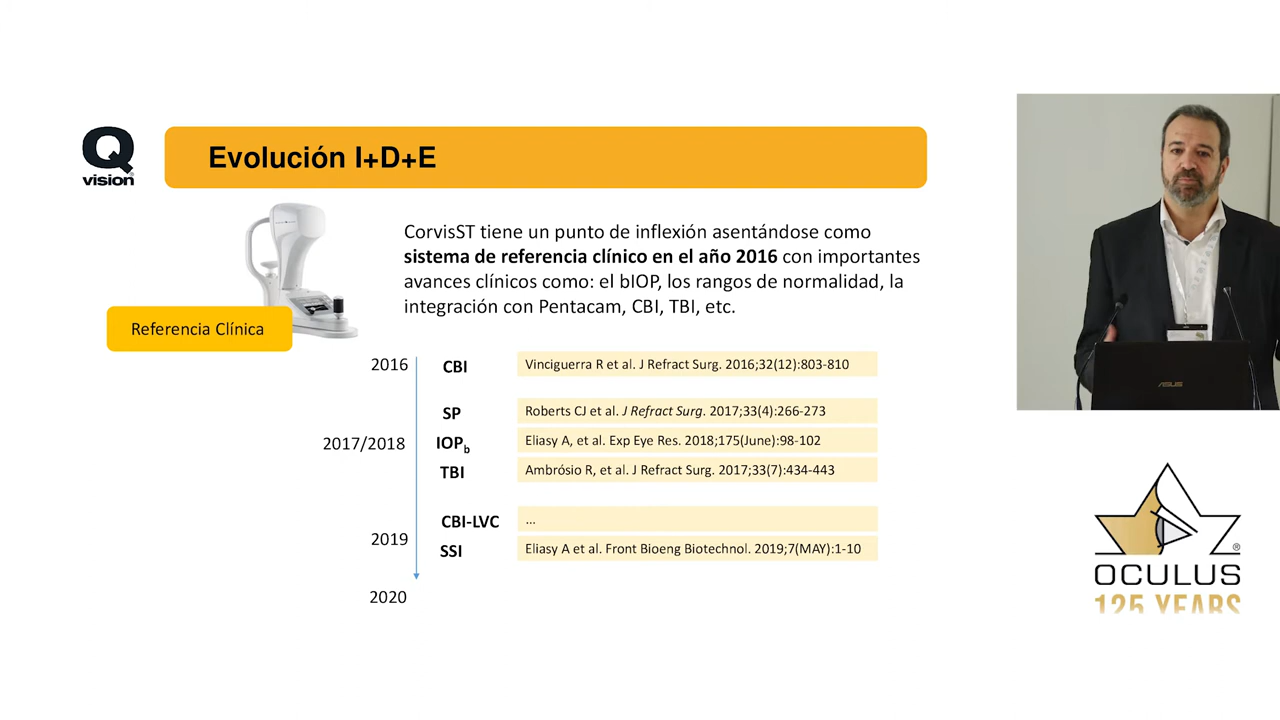 Q
vision
Evolución I+D+E
CorvisST tiene un punto de inflexión asentándose como
sistema de referencia clínico en el año 2016 con importantes
avances clínicos como: el bIOP, los rangos de normalidad, la
integración con Pentacam, CBI, TBI, etc.
Referencia Clínica
2016
CBI
Vinciguerra R et al. J Refract Surg. 2016;32(12):803-810
SP
Roberts CJ et al. J Refract Surg. 2017;33(4):266-273
2017/2018
IOPb
Eliasy A, et al. Exp Eye Res. 2018;175(June):98-102
TBI
Ambrósio R, et al. J Refract Surg. 2017;33(7):434-443
CBI-LVC
...
2019
SSI
Eliasy A et al. Front Bioeng Biotechnol. 2019;7(MAY):1-10
2020
ASUS
®
OCULUS
125 YEARS